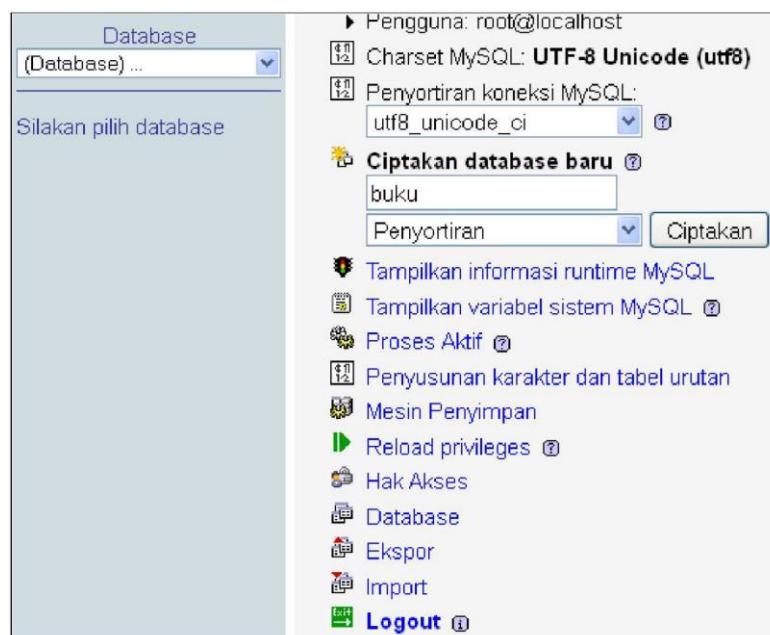 Database
(Database) ...
Silakan pilih database
Pengguna: root@localhost
Charset MySQL: UTF-8 Unicode (utf8)
Penyortiran koneksi MySQL:
utf8_unicode_ci
Ciptakan database baru
buku
Penyortiran
Ciptakan
Tampilkan informasi runtime MySQL
Tampilkan variabel sistem MySQL
Proses Aktif
Penyusunan karakter dan tabel urutan
Mesin Penyimpan
Reload privileges
Hak Akses
Database
Ekspor
Import
Exit
Logout